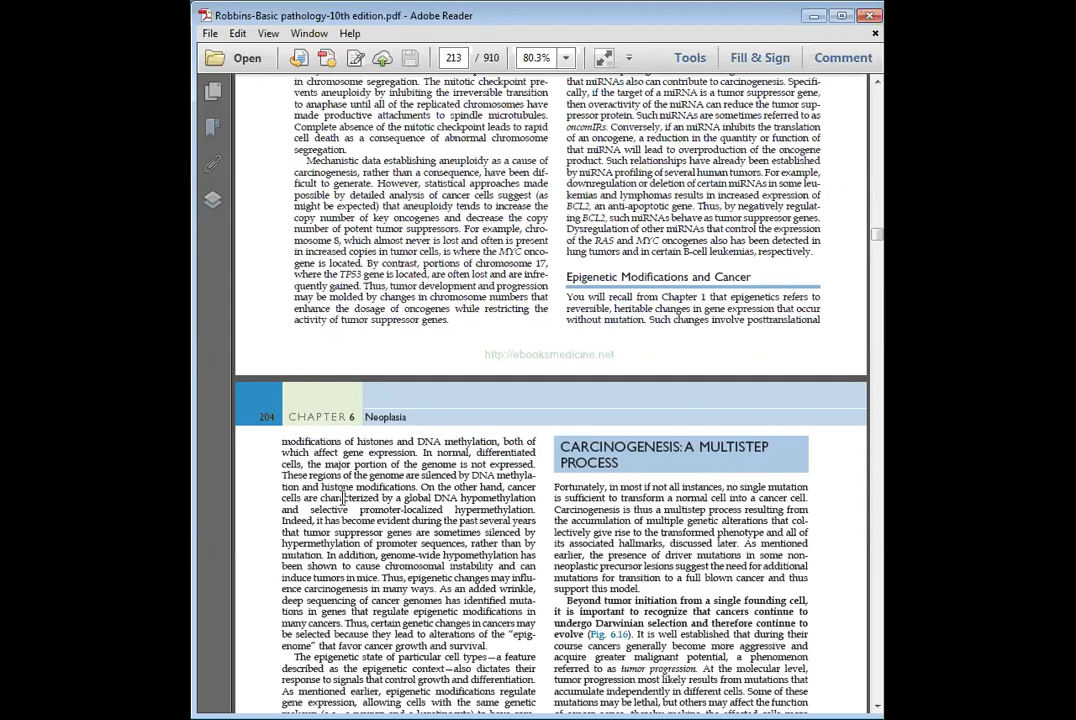 Robbins-Basic pathology-10th edition.pdf - Adobe Reader
File Edit View Window Help
Open 213 / 910 80.3% Tools Fill & Sign Comment
in chromosome segregation. The mitotic checkpoint pre-
vents aneuploidy by inhibiting the irreversible transition
to anaphase until all of the replicated chromosomes have
made productive attachments to spindle microtubules.
Complete absence of the mitotic checkpoint leads to rapid
cell death as a consequence of abnormal chromosome
segregation.
Mechanistic data establishing aneuploidy as a cause of
carcinogenesis, rather than a consequence, have been dif-
ficult to generate. However, statistical approaches made
possible by detailed analysis of cancer cells suggest (as
might be expected) that aneuploidy tends to increase the
copy number of key oncogenes and decrease the copy
number of potent tumor suppressors. For example, chro-
mosome 8, which almost never is lost and often is present
in increased copies in tumor cells, is where the MYC onco-
gene is located. By contrast, portions of chromosome 17,
where the TP53 gene is located, are often lost and are infre-
quently gained. Thus, tumor development and progression
may be molded by changes in chromosome numbers that
enhance the dosage of oncogenes while restricting the
activity of tumor suppressor genes.
that miRNAs also can contribute to carcinogenesis. Specifi-
cally, if the target of a miRNA is a tumor suppressor gene,
then overactivity of the miRNA can reduce the tumor sup-
pressor protein. Such miRNAs are sometimes referred to as
oncomIRs. Conversely, if an miRNA inhibits the translation
of an oncogene, a reduction in the quantity or function of
that miRNA will lead to overproduction of the oncogene
product. Such relationships have already been established
by miRNA profiling of several human tumors. For example,
downregulation or deletion of certain miRNAs in some leu-
kemias and lymphomas results in increased expression of
BCL2, an anti-apoptotic gene. Thus, by negatively regulat-
ing BCL2, such miRNAs behave as tumor suppressor genes.
Dysregulation of other miRNAs that control the expression
of the RAS and MYC oncogenes also has been detected in
lung tumors and in certain B-cell leukemias, respectively.
Epigenetic Modifications and Cancer
You will recall from Chapter 1 that epigenetics refers to
reversible, heritable changes in gene expression that occur
without mutation. Such changes involve posttranslational
http://ebooksmedicine.net
204 CHAPTER 6 Neoplasia
modifications of histones and DNA methylation, both of
which affect gene expression. In normal, differentiated
cells, the major portion of the genome is not expressed.
These regions of the genome are silenced by DNA methyla-
tion and histone modifications. On the other hand, cancer
cells are characterized by a global DNA hypomethylation
and selective promoter-localized hypermethylation.
Indeed, it has become evident during the past several years
that tumor suppressor genes are sometimes silenced by
hypermethylation of promoter sequences, rather than by
mutation. In addition, genome-wide hypomethylation has
been shown to cause chromosomal instability and can
induce tumors in mice. Thus, epigenetic changes may influ-
ence carcinogenesis in many ways. As an added wrinkle,
deep sequencing of cancer genomes has identified muta-
tions in genes that regulate epigenetic modifications in
many cancers. Thus, certain genetic changes in cancers may
be selected because they lead to alterations of the "epig-
enome" that favor cancer growth and survival.
The epigenetic state of particular cell types—a feature
described as the epigenetic context—also dictates their
response to signals that control growth and differentiation.
As mentioned earlier, epigenetic modifications regulate
gene expression, allowing cells with the same genetic
CARCINOGENESIS: A MULTISTEP
PROCESS
Fortunately, in most if not all instances, no single mutation
is sufficient to transform a normal cell into a cancer cell.
Carcinogenesis is thus a multistep process resulting from
the accumulation of multiple genetic alterations that col-
lectively give rise to the transformed phenotype and all of
its associated hallmarks, discussed later. As mentioned
earlier, the presence of driver mutations in some non-
neoplastic precursor lesions suggest the need for additional
mutations for transition to a full blown cancer and thus
support this model.
Beyond tumor initiation from a single founding cell,
it is important to recognize that cancers continue to
undergo Darwinian selection and therefore continue to
evolve (Fig. 6.16). It is well established that during their
course cancers generally become more aggressive and
acquire greater malignant potential, a phenomenon
referred to as tumor progression. At the molecular level,
tumor progression most likely results from mutations that
accumulate independently in different cells. Some of these
mutations may be lethal, but others may affect the function